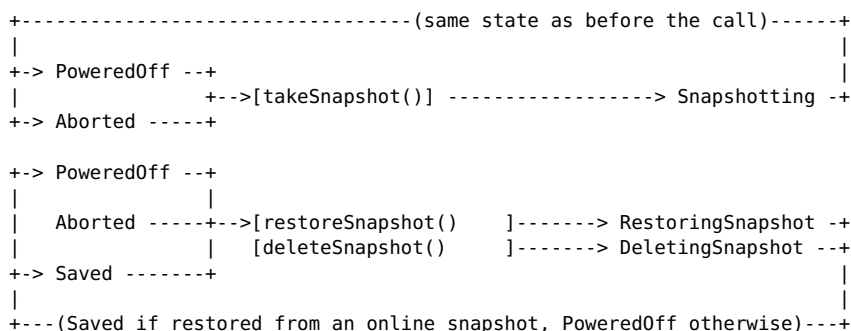 +----------------------------------(same state as before the call)------+
|                                                                       |
+-> PoweredOff --+                                                      |
|                +-->[takeSnapshot()] ------------------> Snapshotting -+
+-> Aborted -----+

+-> PoweredOff --+
|                |
|   Aborted -----+-->[restoreSnapshot()    ]-------> RestoringSnapshot -+
|                |   [deleteSnapshot()     ]-------> DeletingSnapshot --+
+-> Saved -------+                                                      |
|                                                                       |
+---(Saved if restored from an online snapshot, PoweredOff otherwise)---+